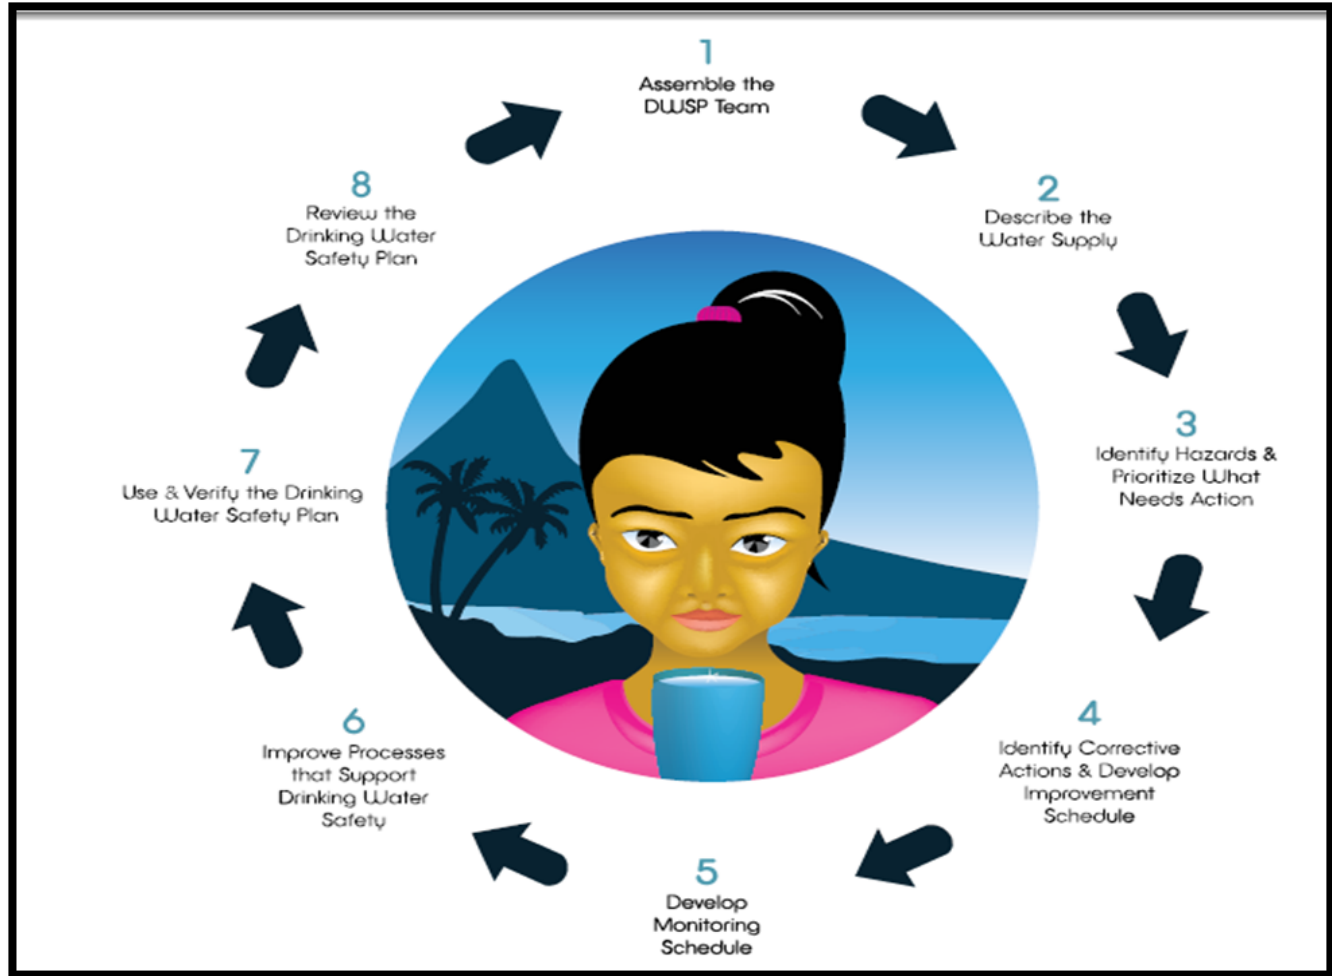 1
Assemble the
DWSP Team
2
Describe the
Water Supply
3
Identify Hazards &
Prioritize What
Needs Action
4
Identify Corrective
Actions & Develop
Improvement
Schedule
5
Develop
Monitoring
Schedule
6
Improve Processes
that Support
Drinking Water
Safety
7
Use & Verify the Drinking
Water Safety Plan
8
Review the
Drinking Water
Safety Plan